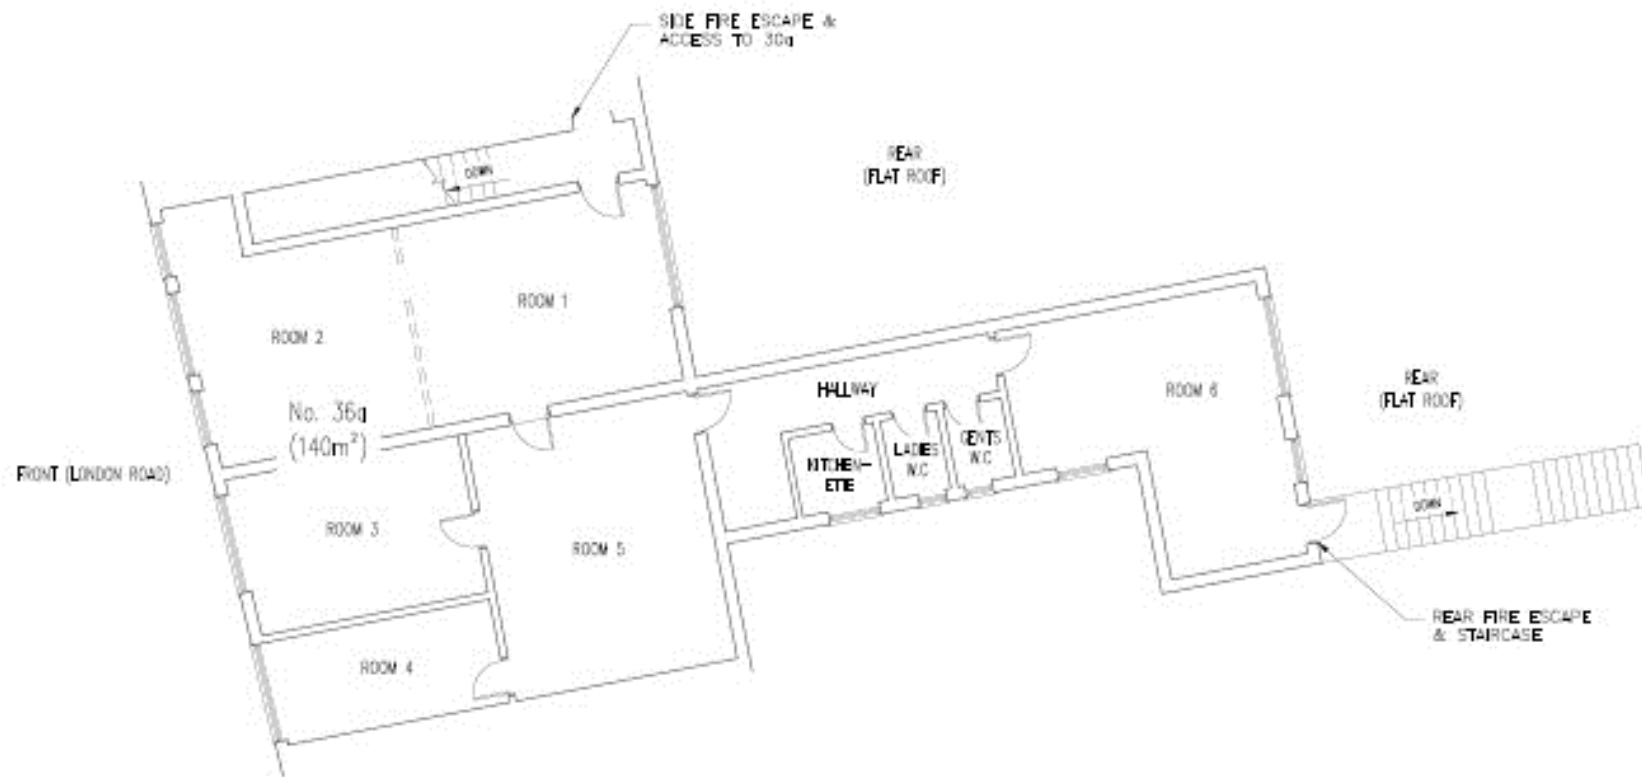 SIDE FIRE ESCAPE &
ACCESS TO 30a
REAR
(FLAT ROOF)
DOWN
ROOM 1
ROOM 2
HALLWAY
ROOM 6
REAR
(FLAT ROOF)
No. 36a
(140m²)
FRONT (LONDON ROAD)
KITCHEN-
ETTE
LADIES
W.C
GENTS
W.C
DOWN
ROOM 3
ROOM 5
REAR FIRE ESCAPE
& STAIRCASE
ROOM 4